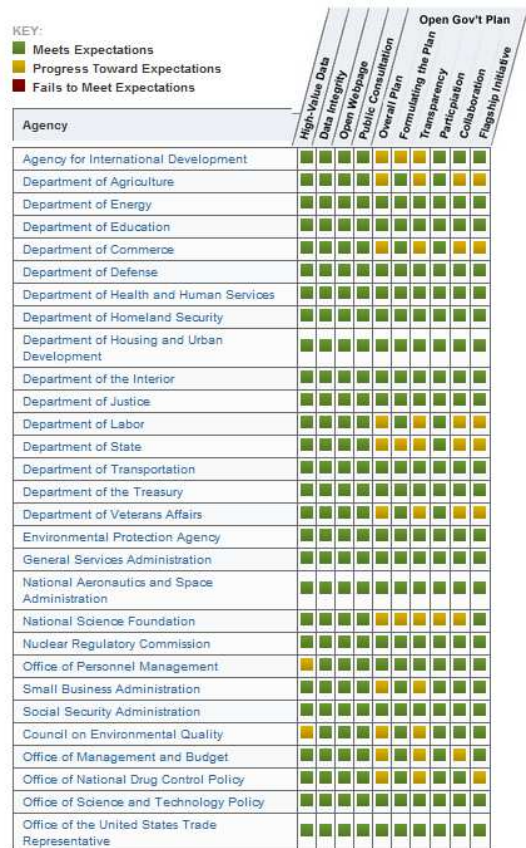 KEY:
Meets Expectations
Progress Toward Expectations
Fails to Meet Expectations
Open Gov't Plan
High-Value Data
Data Integrity
Open Webpage
Public Consultation
Overall Plan
Formulating the Plan
Transparency
Particpiation
Collaboration
Flagship Initiative
Agency
Agency for International Development
Department of Agriculture
Department of Energy
Department of Education
Department of Commerce
Department of Defense
Department of Health and Human Services
Department of Homeland Security
Department of Housing and Urban
Development
Department of the Interior
Department of Justice
Department of Labor
Department of State
Department of Transportation
Department of the Treasury
Department of Veterans Affairs
Environmental Protection Agency
General Services Administration
National Aeronautics and Space
Administration
National Science Foundation
Nuclear Regulatory Commission
Office of Personnel Management
Small Business Administration
Social Security Administration
Council on Environmental Quality
Office of Management and Budget
Office of National Drug Control Policy
Office of Science and Technology Policy
Office of the United States Trade
Representative